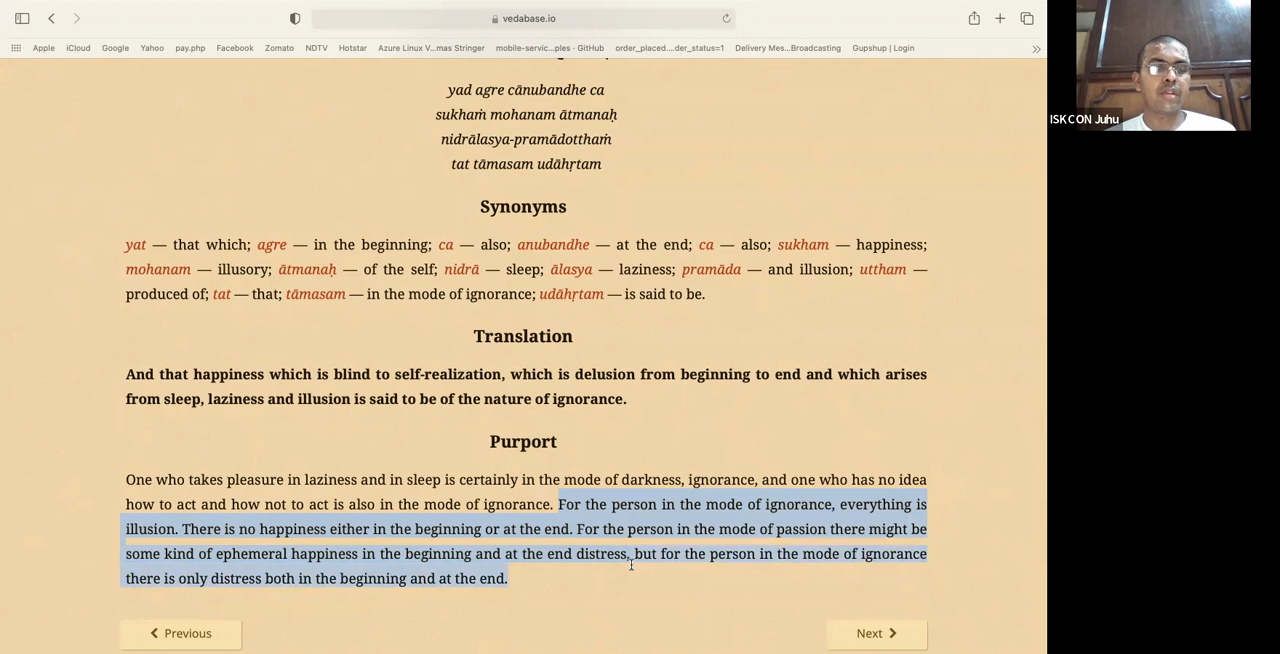 vedabase.io
Apple iCloud Google Yahoo pay.php Facebook Zomato NDTV Hotstar Azure Linux V...mas Stringer mobile-servic...ples · GitHub order_placed....der_status=1 Delivery Mes...Broadcasting Gupshup | Login
yad agre cānubandhe ca
sukhaṁ mohanam ātmanaḥ
nidrālasya-pramādotthaṁ
tat tāmasam udāhṛtam
Synonyms
yat — that which; agre — in the beginning; ca — also; anubandhe — at the end; ca — also; sukham — happiness;
mohanam — illusory; ātmanaḥ — of the self; nidrā — sleep; ālasya — laziness; pramāda — and illusion; uttham —
produced of; tat — that; tāmasam — in the mode of ignorance; udāhṛtam — is said to be.
Translation
And that happiness which is blind to self-realization, which is delusion from beginning to end and which arises
from sleep, laziness and illusion is said to be of the nature of ignorance.
Purport
One who takes pleasure in laziness and in sleep is certainly in the mode of darkness, ignorance, and one who has no idea
how to act and how not to act is also in the mode of ignorance. For the person in the mode of ignorance, everything is
illusion. There is no happiness either in the beginning or at the end. For the person in the mode of passion there might be
some kind of ephemeral happiness in the beginning and at the end distress, but for the person in the mode of ignorance
there is only distress both in the beginning and at the end.
Previous
Next
ISKCON Juhu